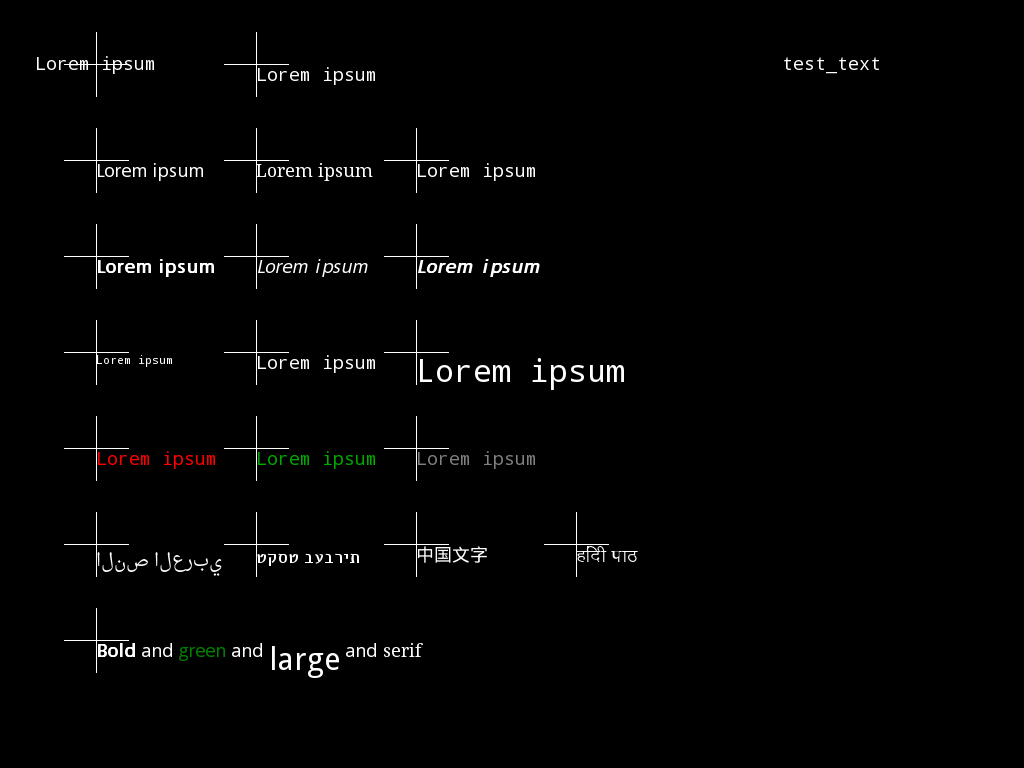 Lorem ipsum Lorem ipsum test_text
Lorem ipsum Lorem ipsum Lorem ipsum
Lorem ipsum Lorem ipsum Lorem ipsum
Lorem ipsum Lorem ipsum Lorem ipsum
Lorem ipsum Lorem ipsum Lorem ipsum
النص العربي טקסט בעברית 中国文字 हिदी पाठ
Bold and green and large and serif